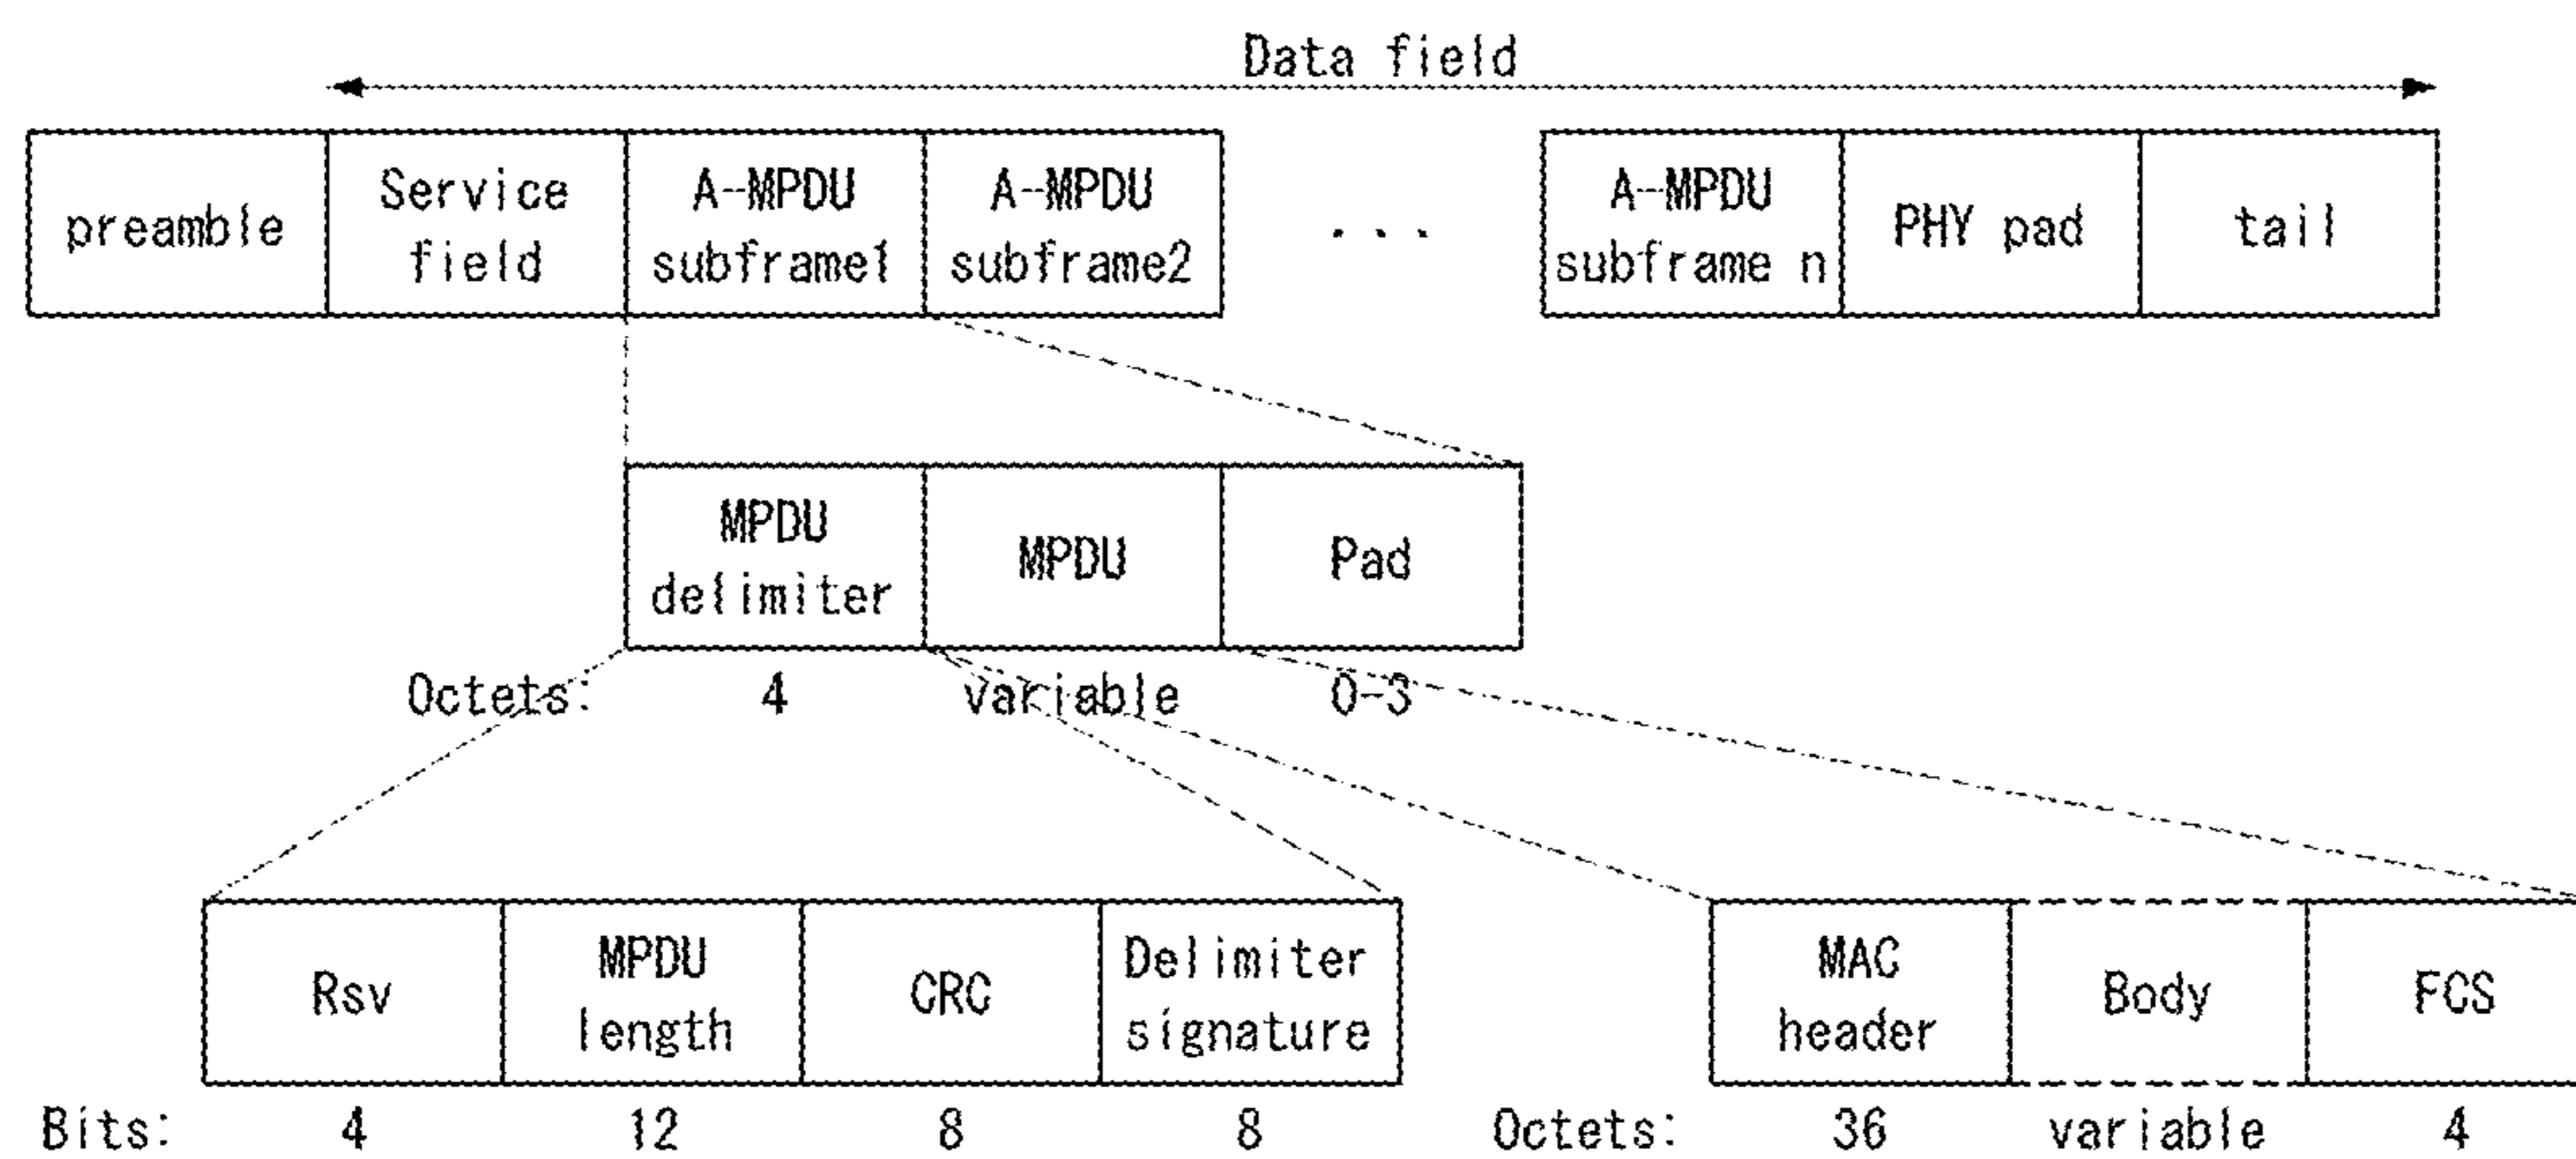 Data field
preamble
Service
field
A-MPDU
subframe1
A-MPDU
subframe2
...
A-MPDU
subframe n
PHY pad
tail
MPDU
delimiter
MPDU
Pad
Octets: 4 variable 0-3
Rsv
MPDU
length
CRC
Delimiter
signature
MAC
header
Body
FCS
Bits: 4 12 8 8
Octets: 36 variable 4